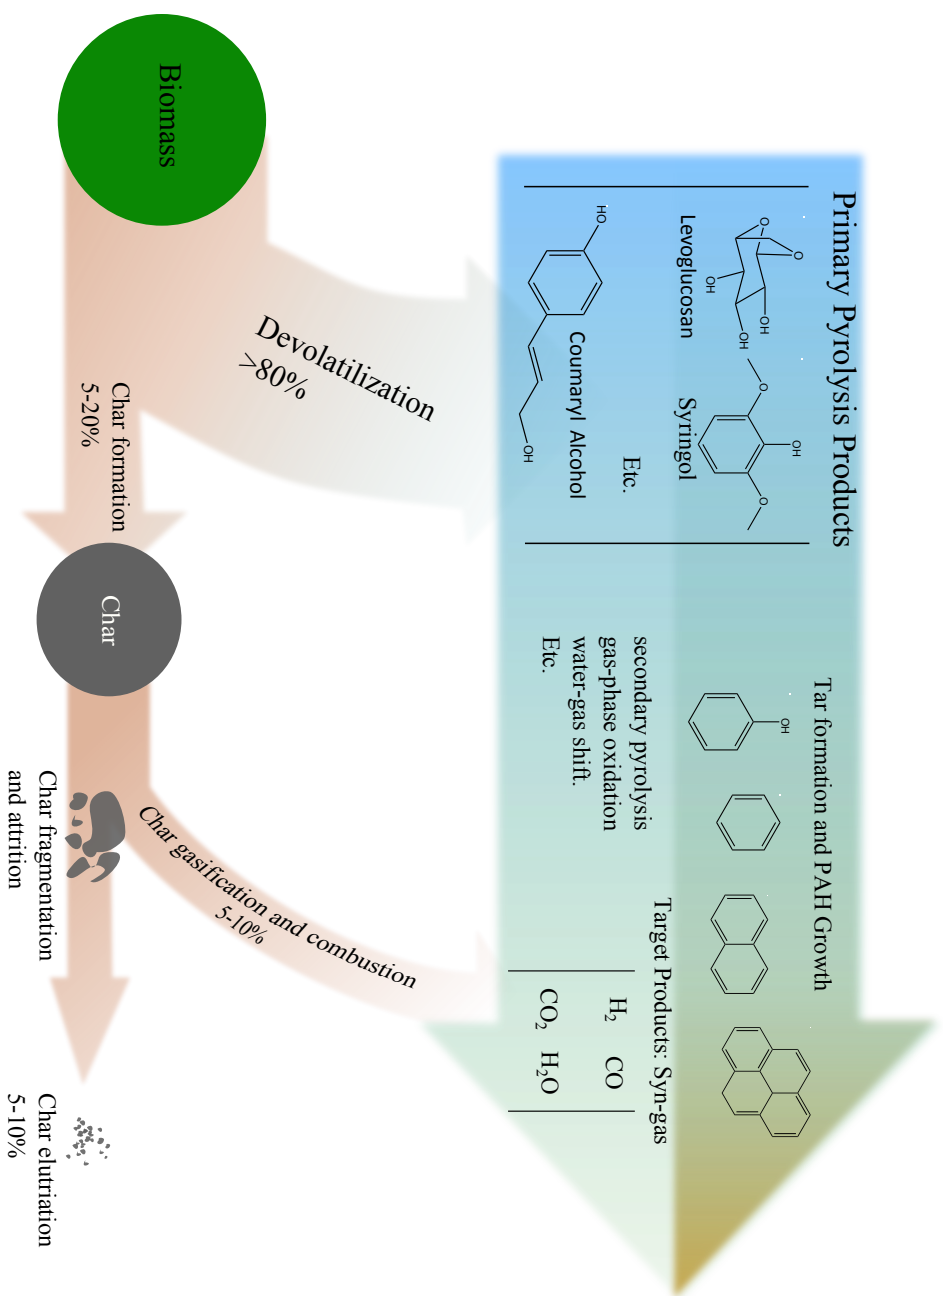 Primary Pyrolysis Products
O
O
OH
OH
OH
Levoglucosan
O
OH
O
Syringol
Etc.
HO
OH
Coumaryl Alcohol
Tar formation and PAH Growth
OH
secondary pyrolysis
gas-phase oxidation
water-gas shift.
Etc.
Target Products: Syn-gas
H2 CO
CO2 H2O
Biomass
Devolatilization
>80%
Char formation
5-20%
Char
Char gasification and combustion
5-10%
Char fragmentation
and attrition
Char elutriation
5-10%